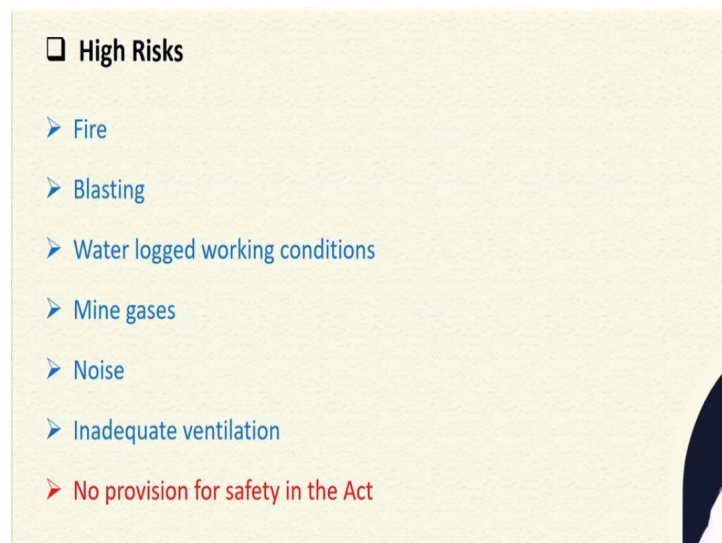 High Risks
Fire
Blasting
Water logged working conditions
Mine gases
Noise
Inadequate ventilation
No provision for safety in the Act